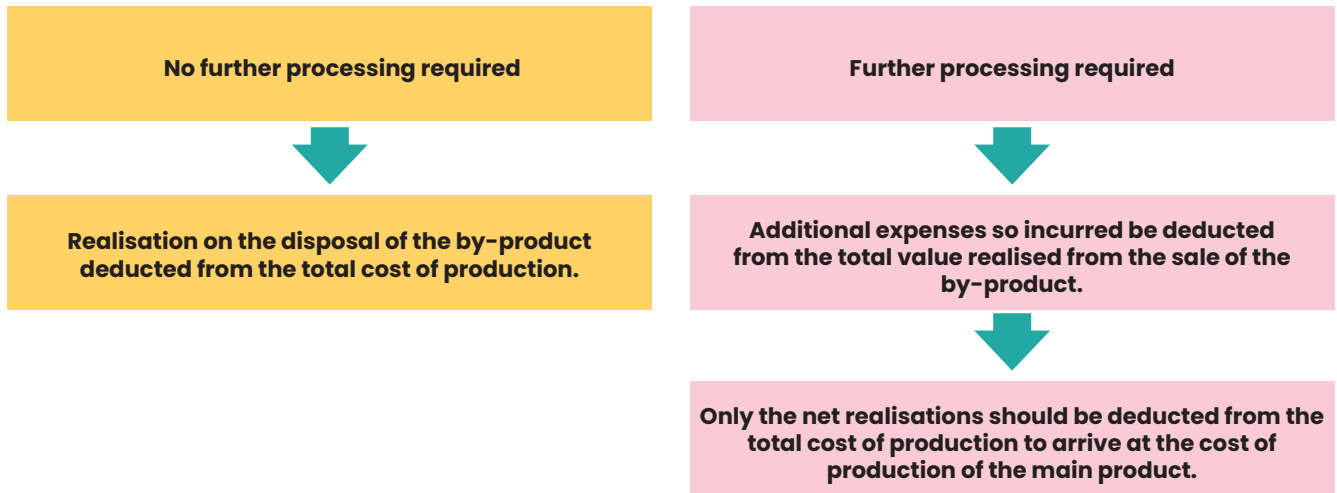 No further processing required
Realisation on the disposal of the by-product
deducted from the total cost of production.
Further processing required
Additional expenses so incurred be deducted
from the total value realised from the sale of the
by-product.
Only the net realisations should be deducted from the
total cost of production to arrive at the cost of
production of the main product.